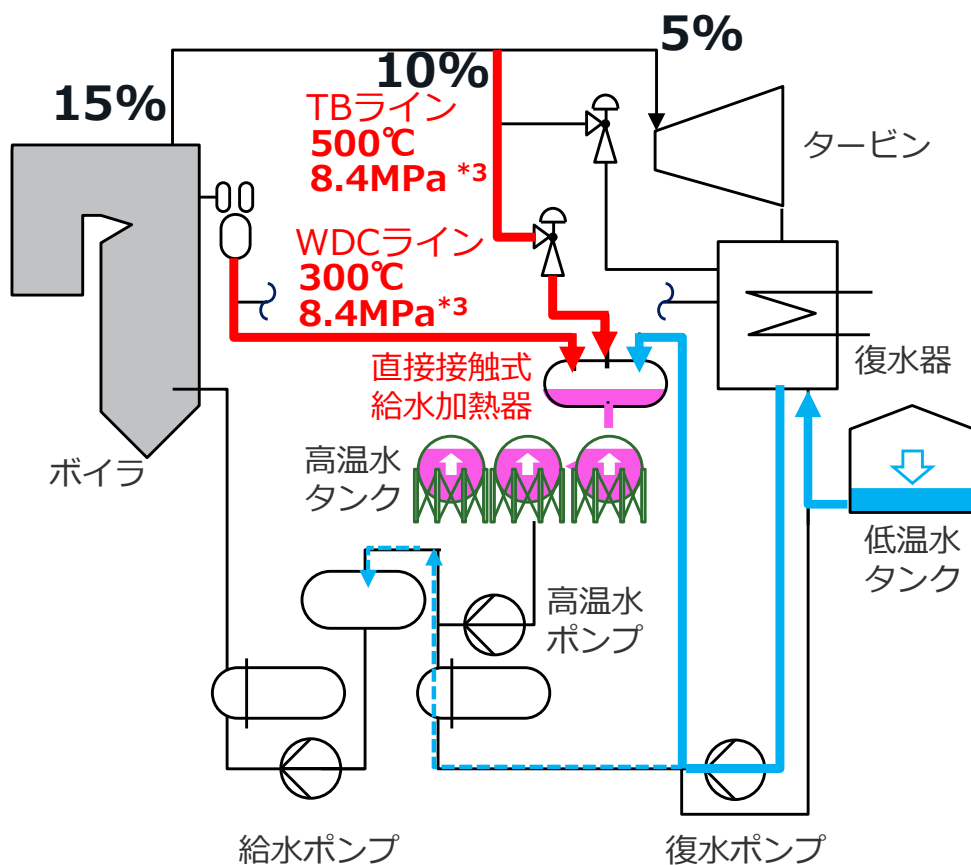 5%
10%
15%
TBライン
500℃
8.4MPa *3
タービン
WDCライン
300℃
8.4MPa*3
復水器
直接接触式
給水加熱器
ボイラ
高温水
タンク
低温水
タンク
高温水
ポンプ
給水ポンプ
復水ポンプ